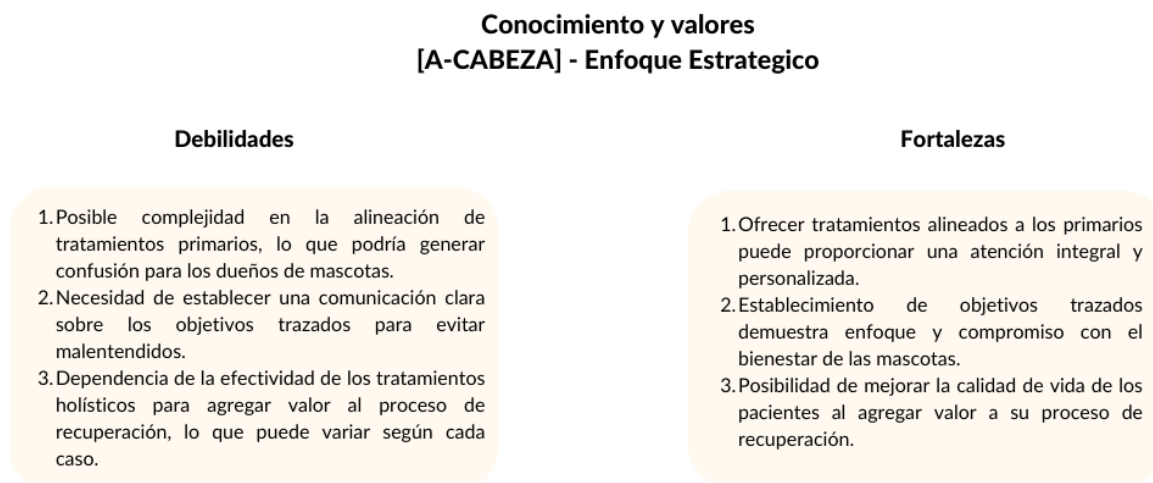 Conocimiento y valores
[A-CABEZA] - Enfoque Estrategico
Debilidades
1. Posible complejidad en la alineación de
tratamientos primarios, lo que podría generar
confusión para los dueños de mascotas.
2. Necesidad de establecer una comunicación clara
sobre los objetivos trazados para evitar
malentendidos.
3. Dependencia de la efectividad de los tratamientos
holísticos para agregar valor al proceso de
recuperación, lo que puede variar según cada
caso.
Fortalezas
1. Ofrecer tratamientos alineados a los primarios
puede proporcionar una atención integral y
personalizada.
2. Establecimiento de objetivos trazados
demuestra enfoque y compromiso con el
bienestar de las mascotas.
3. Posibilidad de mejorar la calidad de vida de los
pacientes al agregar valor a su proceso de
recuperación.